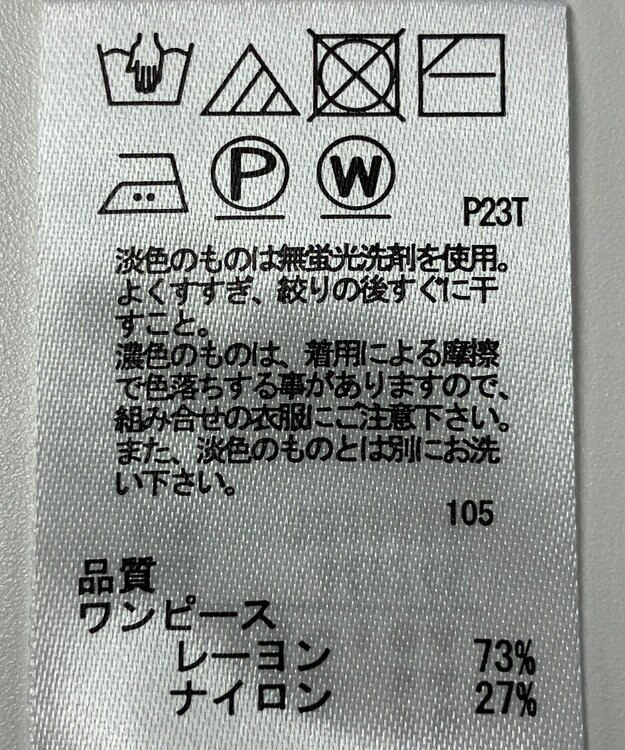 P W
P23T
淡色のものは無蛍光洗剤を使用。
よくすすぎ、絞りの後すぐに干
すこと。
濃色のものは、着用による摩擦
で色落ちする事がありますので、
組み合せの衣服にご注意下さい。
また、淡色のものとは別にお洗
い下さい。
105
品質
ワンピース
レーヨン 73%
ナイロン 27%